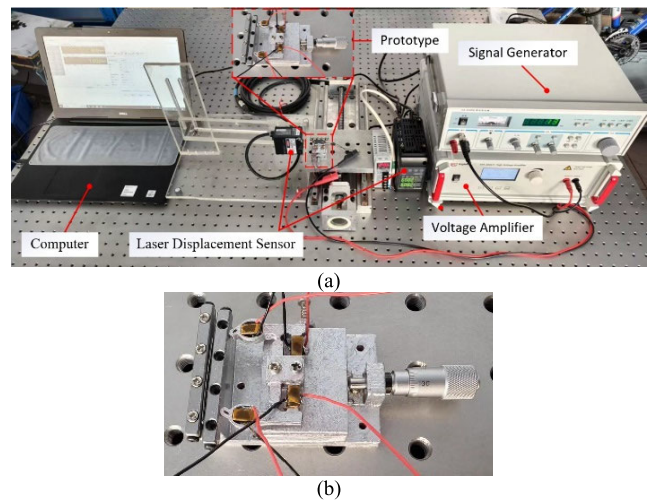 Prototype
Signal Generator
Computer
Laser Displacement Sensor
Voltage Amplifier
(a)
(b)